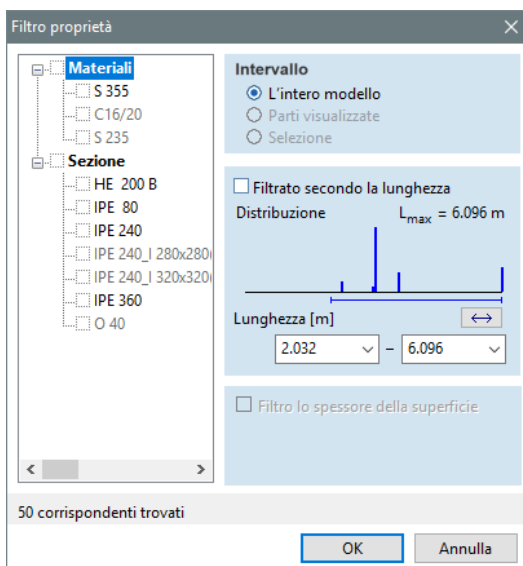 Filtro proprietà
Materiali
S 355
C16/20
S 235
Sezione
HE 200 B
IPE 80
IPE 240
IPE 240_I 280x280(
IPE 240_I 320x320(
IPE 360
O 40
Intervallo
L'intero modello
Parti visualizzate
Selezione
Filtrato secondo la lunghezza
Distribuzione Lmax = 6.096 m
Lunghezza [m]
2.032 – 6.096
Filtro lo spessore della superficie
50 corrispondenti trovati
OK Annulla